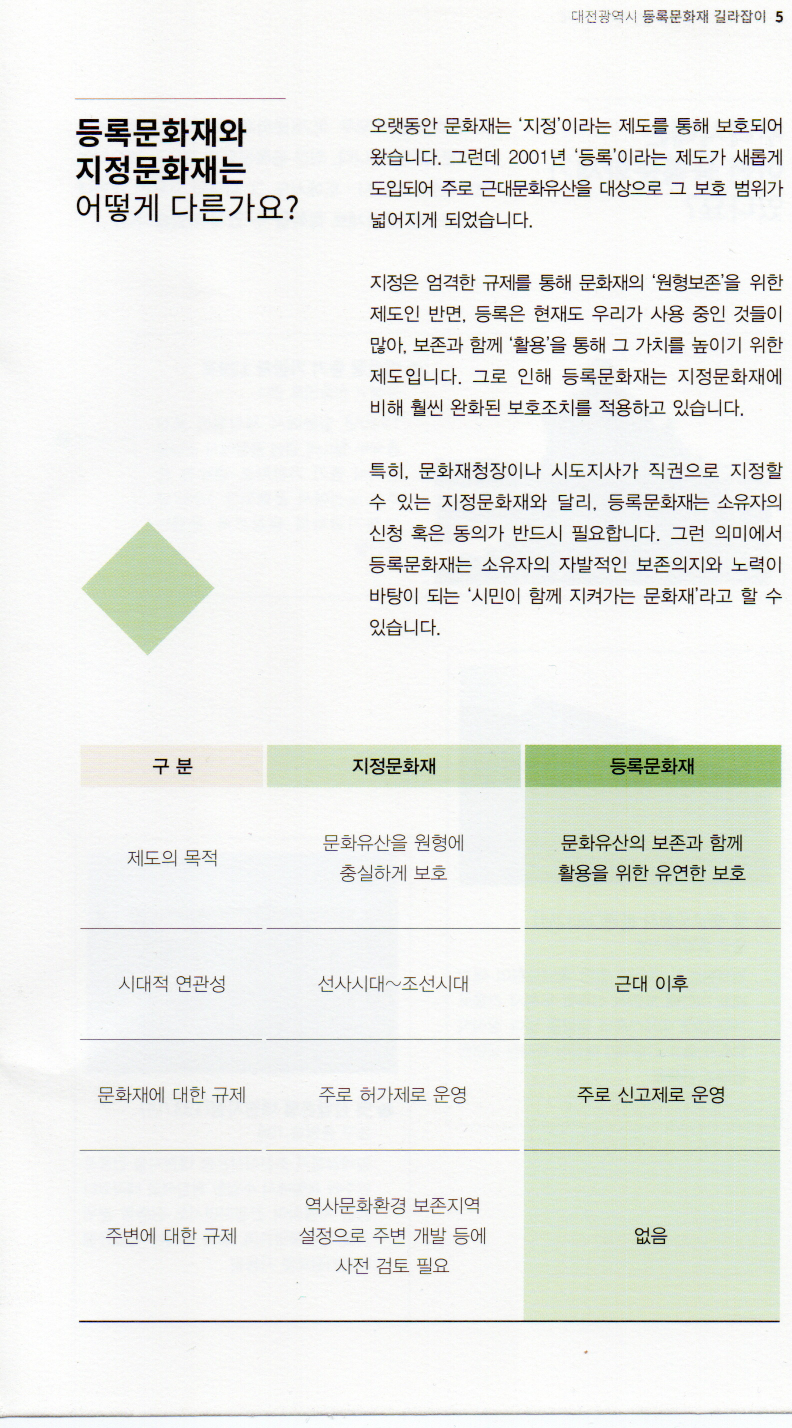 대전광역시 등록문화재 길라잡이 5
등록문화재와
지정문화재는
어떻게 다른가요?
오랫동안 문화재는 ‘지정’이라는 제도를 통해 보호되어
왔습니다. 그런데 2001년 ‘등록’이라는 제도가 새롭게
도입되어 주로 근대문화유산을 대상으로 그 보호 범위가
넓어지게 되었습니다.
지정은 엄격한 규제를 통해 문화재의 ‘원형보존’을 위한
제도인 반면, 등록은 현재도 우리가 사용 중인 것들이
많아, 보존과 함께 ‘활용’을 통해 그 가치를 높이기 위한
제도입니다. 그로 인해 등록문화재는 지정문화재에
비해 훨씬 완화된 보호조치를 적용하고 있습니다.
특히, 문화재청장이나 시도지사가 직권으로 지정할
수 있는 지정문화재와 달리, 등록문화재는 소유자의
신청 혹은 동의가 반드시 필요합니다. 그런 의미에서
등록문화재는 소유자의 자발적인 보존의지와 노력이
바탕이 되는 ‘시민이 함께 지켜가는 문화재’라고 할 수
있습니다.
구 분 지정문화재 등록문화재
제도의 목적
문화유산을 원형에
충실하게 보호
문화유산의 보존과 함께
활용을 위한 유연한 보호
시대적 연관성 선사시대~조선시대 근대 이후
문화재에 대한 규제 주로 허가제로 운영 주로 신고제로 운영
주변에 대한 규제
역사문화환경 보존지역
설정으로 주변 개발 등에
사전 검토 필요
없음